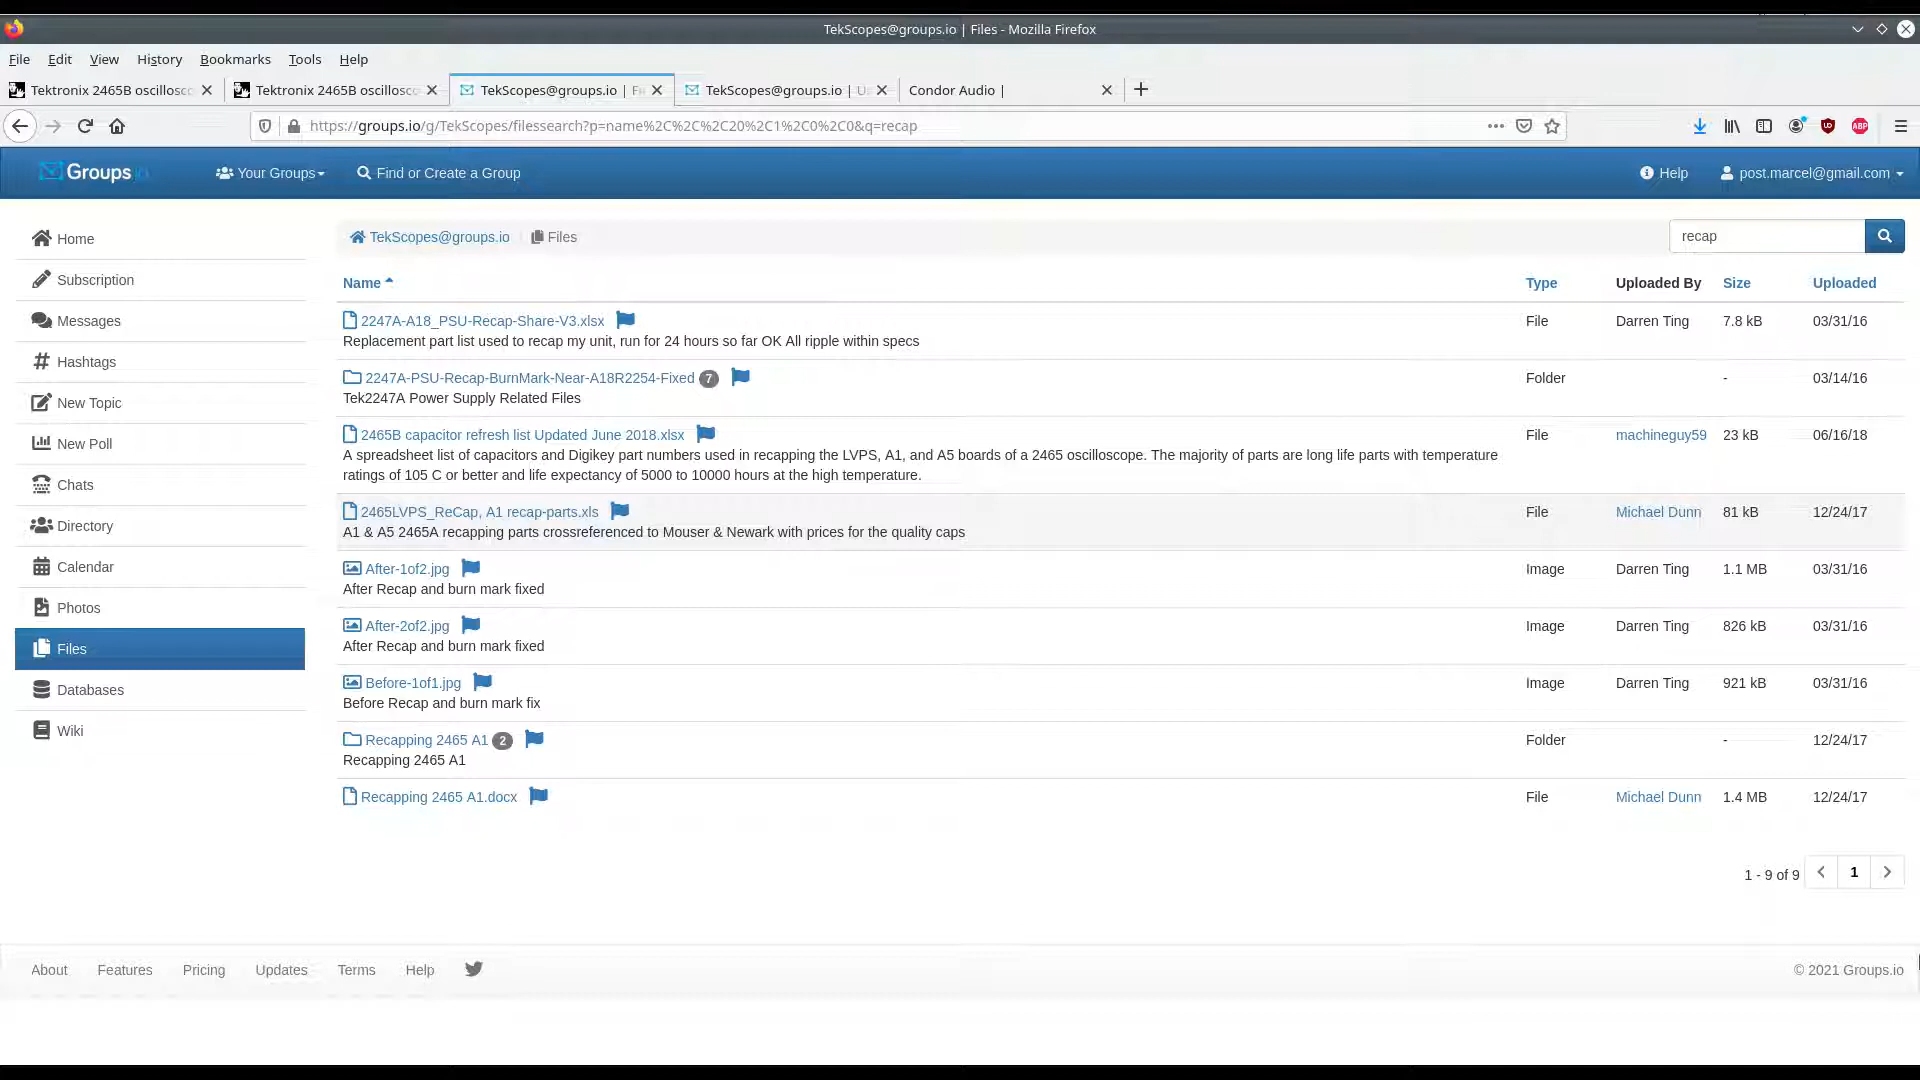 TekScopes@groups.io | Files - Mozilla Firefox
File Edit View History Bookmarks Tools Help
Tektronix 2465B oscillosc Tektronix 2465B oscillosc TekScopes@groups.io | F TekScopes@groups.io | U Condor Audio |
https://groups.io/g/TekScopes/filessearch?p=name%2C%2C%2C20%2C1%2C0%2C0&q=recap
Groups.io Your Groups Find or Create a Group Help post.marcel@gmail.com
Home
Subscription
Messages
Hashtags
New Topic
New Poll
Chats
Directory
Calendar
Photos
Files
Databases
Wiki
TekScopes@groups.io Files recap
Name Type Uploaded By Size Uploaded
2247A-A18_PSU-Recap-Share-V3.xlsx File Darren Ting 7.8 kB 03/31/16
Replacement part list used to recap my unit, run for 24 hours so far OK All ripple within specs
2247A-PSU-Recap-BurnMark-Near-A18R2254-Fixed 7 Folder - 03/14/16
Tek2247A Power Supply Related Files
2465B capacitor refresh list Updated June 2018.xlsx File machineguy59 23 kB 06/16/18
A spreadsheet list of capacitors and Digikey part numbers used in recapping the LVPS, A1, and A5 boards of a 2465 oscilloscope. The majority of parts are long life parts with temperature
ratings of 105 C or better and life expectancy of 5000 to 10000 hours at the high temperature.
2465LVPS_ReCap, A1 recap-parts.xls File Michael Dunn 81 kB 12/24/17
A1 & A5 2465A recapping parts crossreferenced to Mouser & Newark with prices for the quality caps
After-1of2.jpg Image Darren Ting 1.1 MB 03/31/16
After Recap and burn mark fixed
After-2of2.jpg Image Darren Ting 826 kB 03/31/16
After Recap and burn mark fixed
Before-1of1.jpg Image Darren Ting 921 kB 03/31/16
Before Recap and burn mark fix
Recapping 2465 A1 2 Folder - 12/24/17
Recapping 2465 A1
Recapping 2465 A1.docx File Michael Dunn 1.4 MB 12/24/17
1 - 9 of 9 1
About Features Pricing Updates Terms Help © 2021 Groups.io